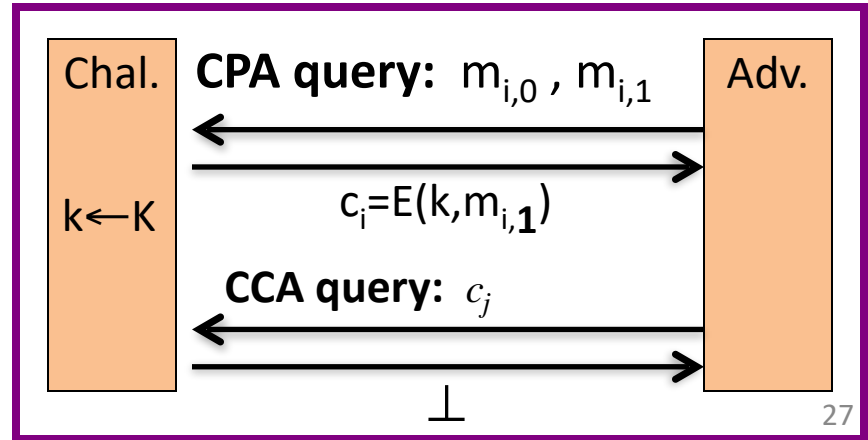 Chal.
CPA query: m_{i,0} , m_{i,1}
Adv.
k←K
c_i=E(k,m_{i,1})
CCA query: c_j
⊥
27